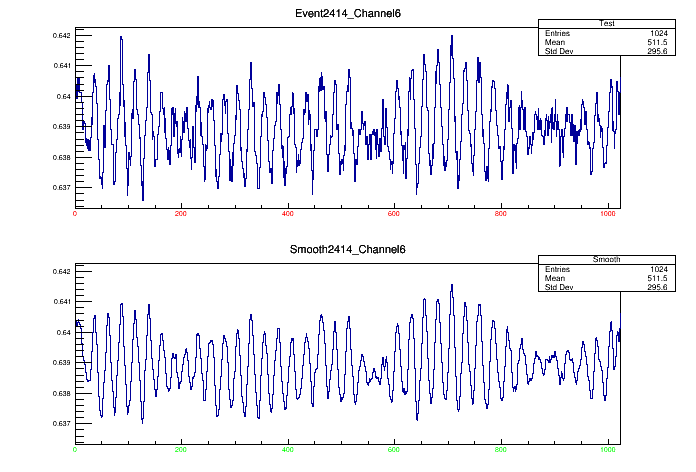 Event2414_Channel6
Test
Entries 1024
Mean 511.5
Std Dev 295.6
0.642
0.641
0.64
0.639
0.638
0.637
0 200 400 600 800 1000
Smooth2414_Channel6
Smooth
Entries 1024
Mean 511.5
Std Dev 295.6
0.642
0.641
0.64
0.639
0.638
0.637
0 200 400 600 800 1000